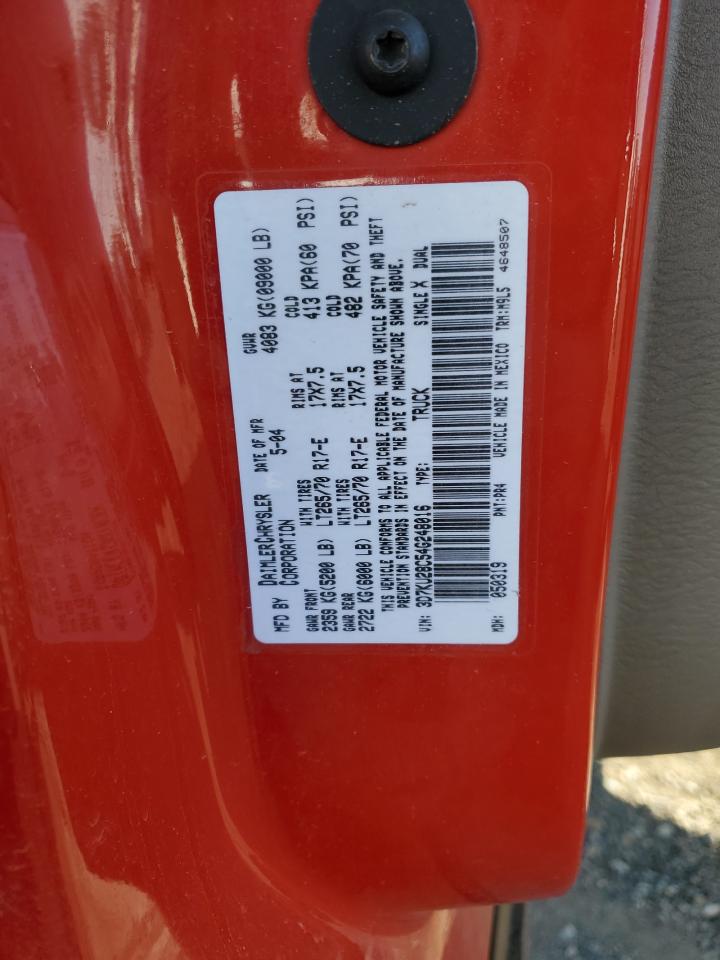 MFD BY DAIMLERCHRYSLER CORPORATION DATE OF MFR 5-04 GVWR 4083 KG(09000 LB)
GAWR FRONT WITH TIRES RIMS AT COLD
2359 KG(5200 LB) LT265/70 R17-E 17X7.5 413 KPA(60 PSI)
GAWR REAR WITH TIRES RIMS AT COLD
2722 KG(6000 LB) LT265/70 R17-E 17X7.5 482 KPA(70 PSI)
THIS VEHICLE CONFORMS TO ALL APPLICABLE FEDERAL MOTOR VEHICLE SAFETY AND THEFT
PREVENTION STANDARDS IN EFFECT ON THE DATE OF MANUFACTURE SHOWN ABOVE.
VIN: 3D7KU28C54G248016 TYPE: TRUCK SINGLE X DUAL
MDH: 050319 PNT:PR4 VEHICLE MADE IN MEXICO TRM:M9L5 4648507